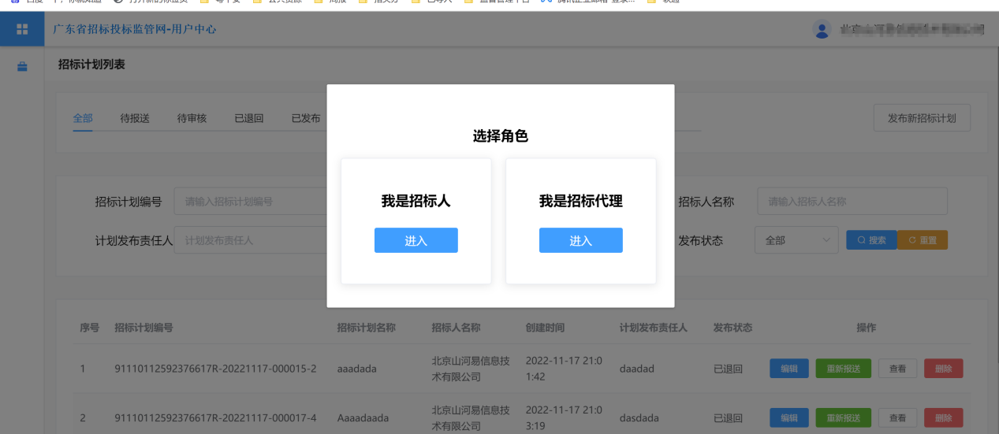 广东省招标投标监管网-用户中心
招标计划列表
全部 待报送 待审核 已退回 已发布
发布新招标计划
选择角色
我是招标人 我是招标代理
进入 进入
招标计划编号 请输入招标计划编号
招标人名称 请输入招标人名称
计划发布责任人 计划发布责任人
发布状态 全部 搜索 重置
序号 招标计划编号 招标计划名称 招标人名称 创建时间 计划发布责任人 发布状态 操作
1 91110112592376617R-20221117-000015-2 aaadada 北京山河易信息技 2022-11-17 21:0 daadad 已退回 编辑 重新报送 查看 删除
术有限公司 1:42
2 91110112592376617R-20221117-000017-4 Aaaadaada 北京山河易信息技 2022-11-17 21:0 dasdada 已退回 编辑 重新报送 查看 删除
术有限公司 3:19